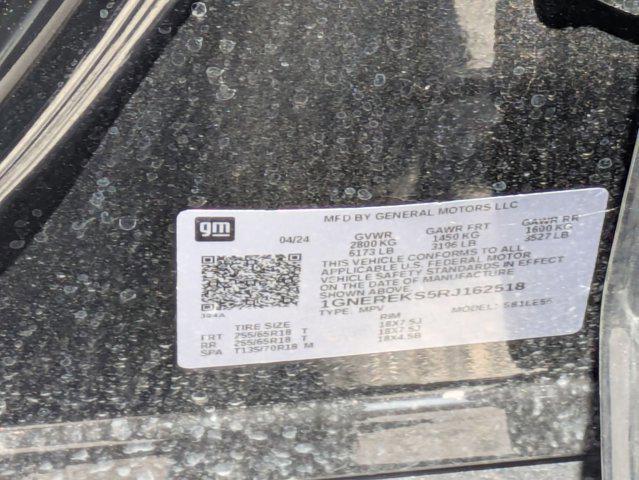 gm
MFD BY GENERAL MOTORS LLC
04/24
GVWR GAWR FRT GAWR RR
2800 KG 1450 KG 1600 KG
6173 LB 3196 LB 3527 LB
THIS VEHICLE CONFORMS TO ALL
APPLICABLE U.S. FEDERAL MOTOR
VEHICLE SAFETY STANDARDS IN EFFECT
ON THE DATE OF MANUFACTURE
SHOWN ABOVE.
1GNEREKS5RJ162518
TYPE: MPV MODEL:
TIRE SIZE RIM
FRT 255/65R18 T 18X7.5J
RR 255/65R18 T 18X7.5J
SPA T135/70R18 M 18X4.5B